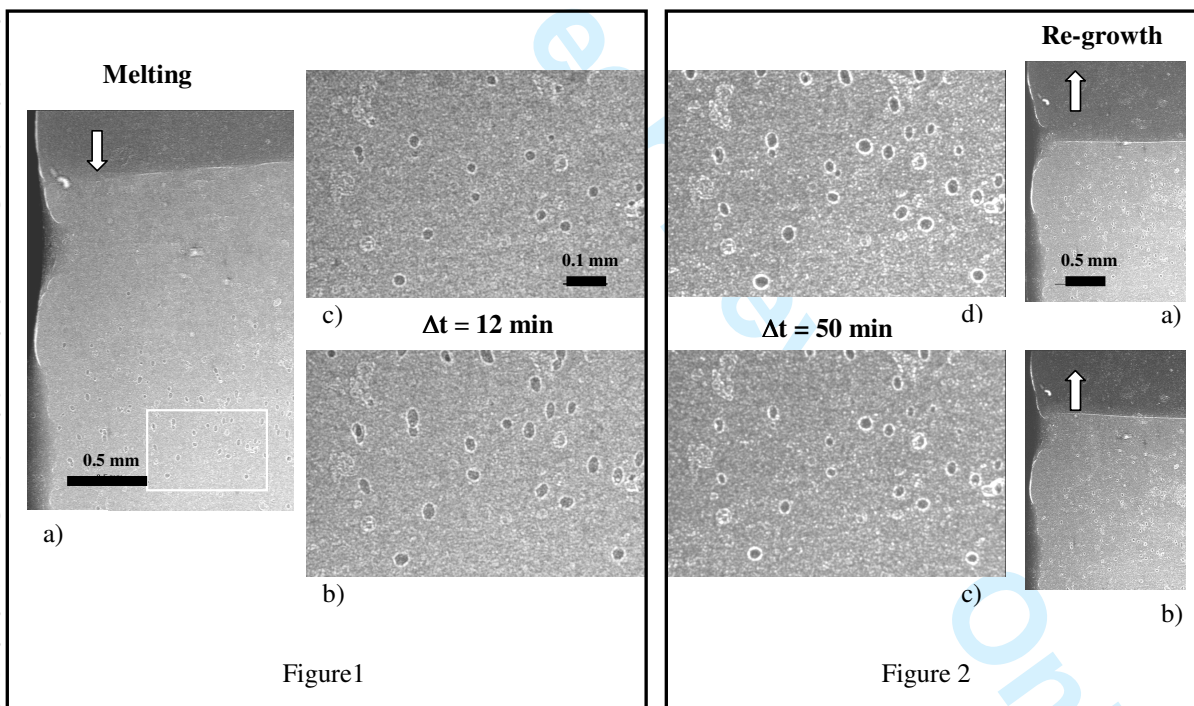 Melting
0.1 mm
c)
Δt = 12 min
0.5 mm
a)
b)
Figure1
Re-growth
d)
0.5 mm
a)
Δt = 50 min
c)
b)
Figure 2